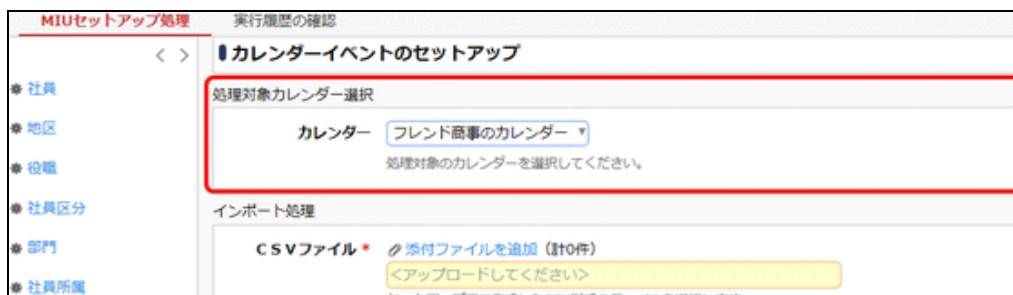 MIUセットアップ処理 実行履歴の確認
< >
カレンダーイベントのセットアップ
社員
処理対象カレンダー選択
地区
カレンダー フレンド商事のカレンダー
役職
処理対象のカレンダーを選択してください。
社員区分
インポート処理
部門
CSVファイル * 添付ファイルを追加 (計0件)
<アップロードしてください>
社員所属